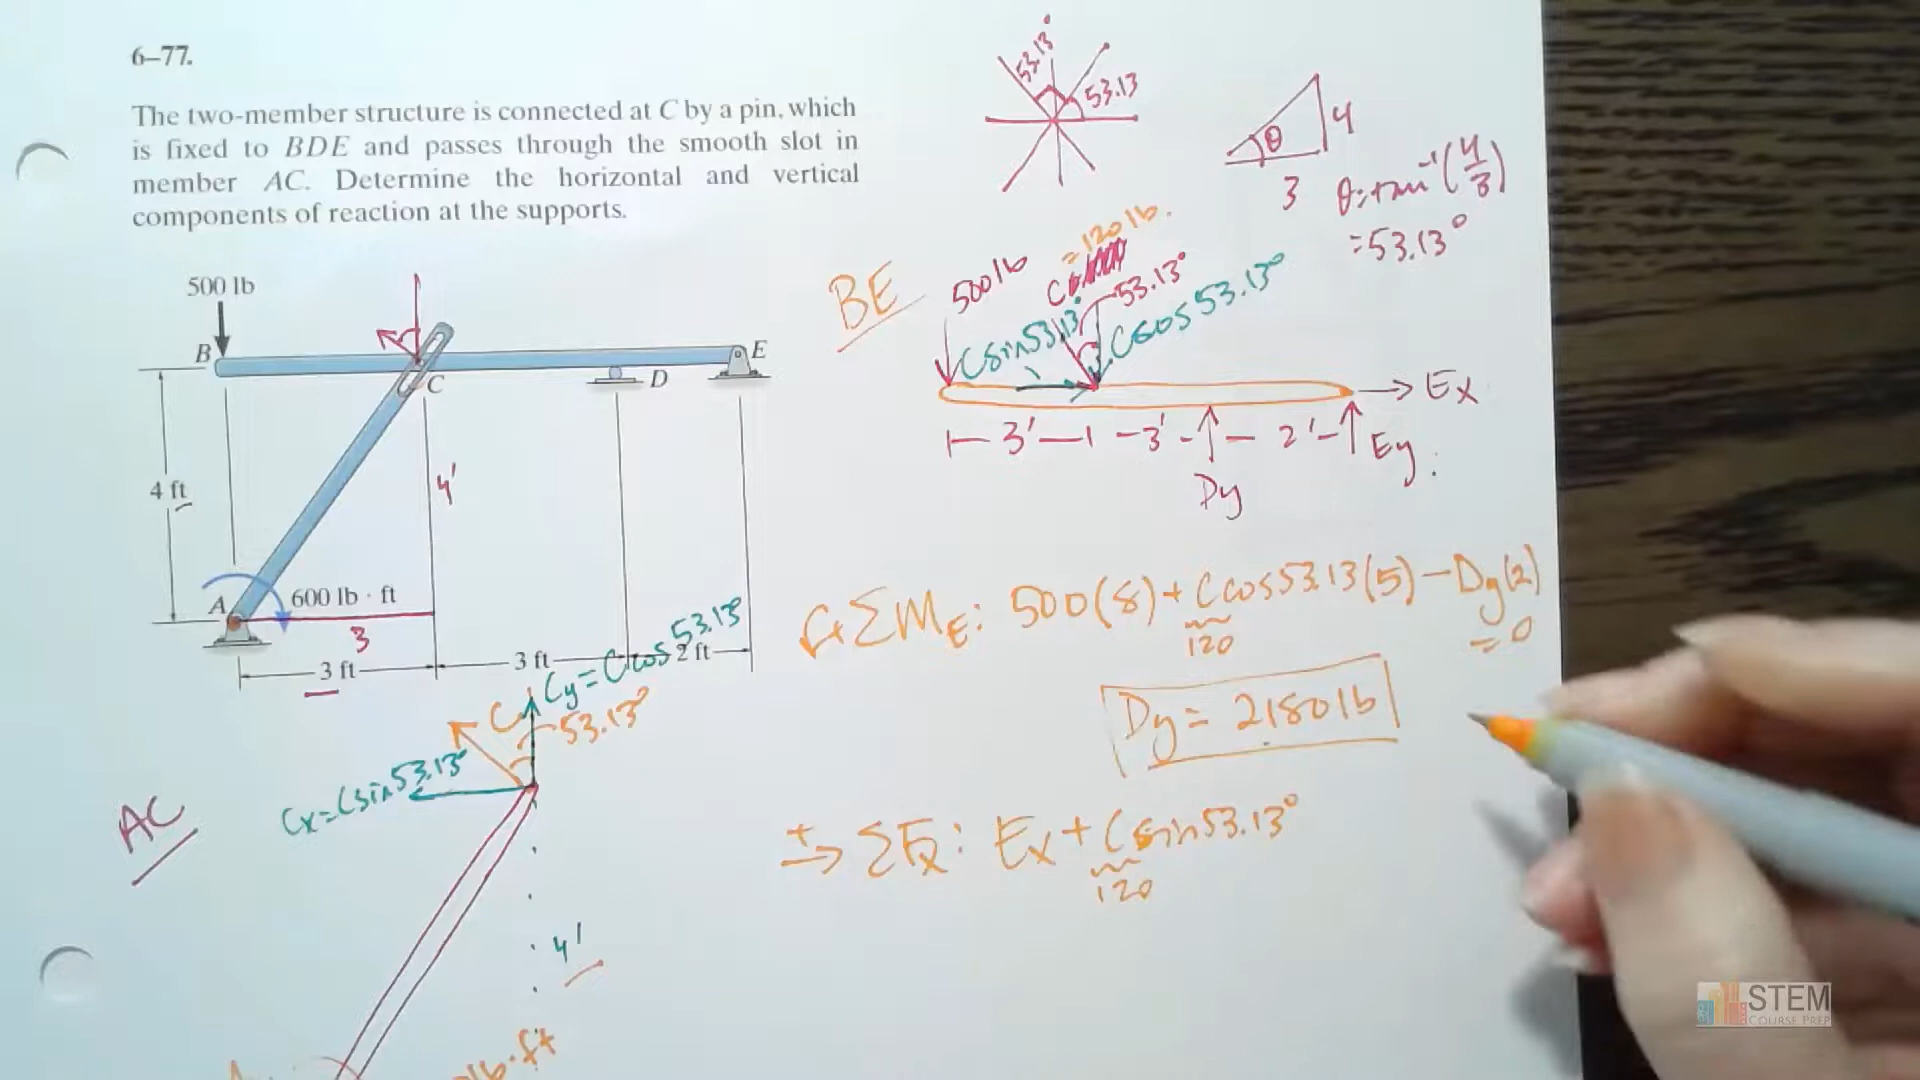 6–77.
The two-member structure is connected at C by a pin, which
is fixed to BDE and passes through the smooth slot in
member AC. Determine the horizontal and vertical
components of reaction at the supports.
500 lb
B
C
D
E
4 ft
4'
A
600 lb · ft
3
3 ft
3 ft
2 ft
53.13°
53.13
θ
4
3
θ = tan⁻¹(4/3)
= 53.13°
BE
500 lb
C
= 120 lb.
53.13°
C sin 53.13°
C cos 53.13°
Ex
3'
3'
2'
Ey
Dy
+ΣME: 500(8) + C cos 53.13(5) − Dy(2)
120
= 0
Dy = 2180 lb
+→ ΣFx: Ex + C sin 53.13°
120
AC
C
Cy = C cos 53.13°
53.13°
Cx = C sin 53.13°
4'
lb·ft
STEM
COURSE PREP